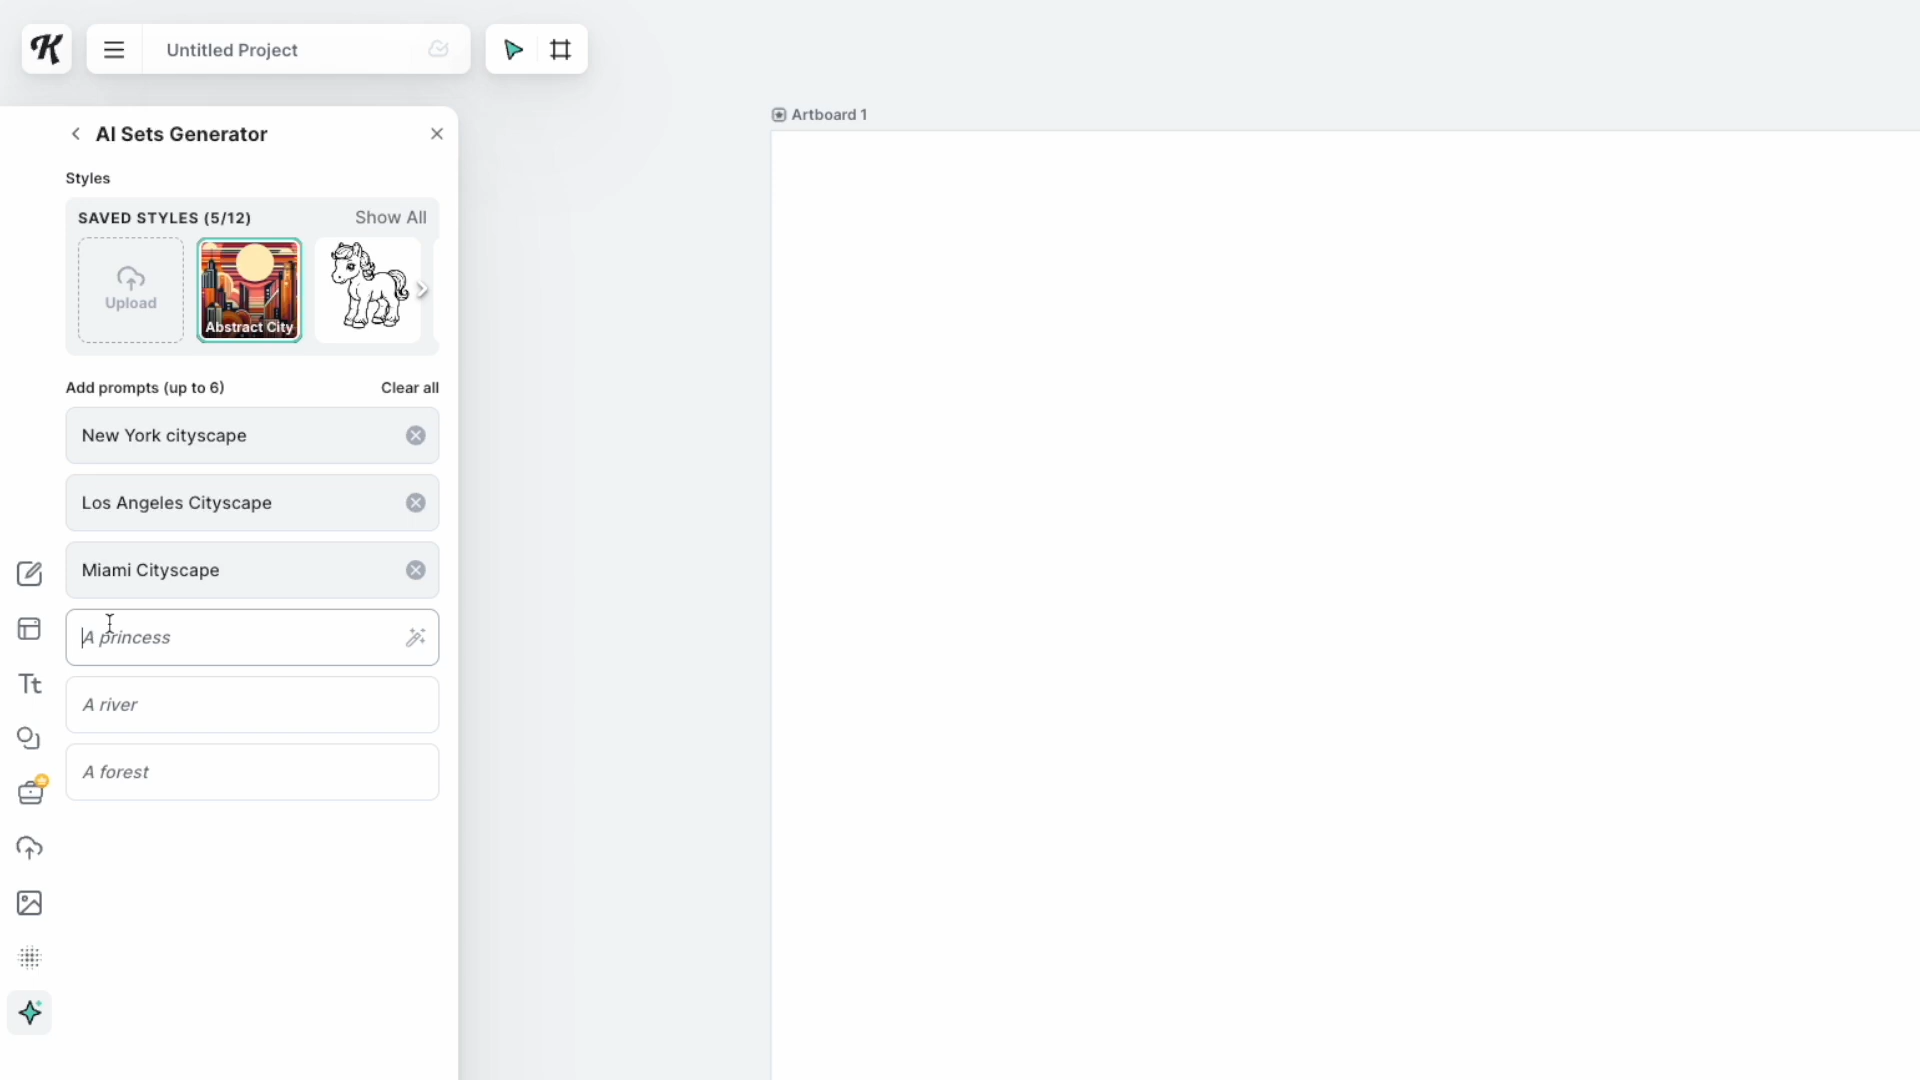 K
Untitled Project
Artboard 1
AI Sets Generator
Styles
SAVED STYLES (5/12)
Show All
Upload
Abstract City
Add prompts (up to 6)
Clear all
New York cityscape
Los Angeles Cityscape
Miami Cityscape
A princess
A river
A forest
Tt